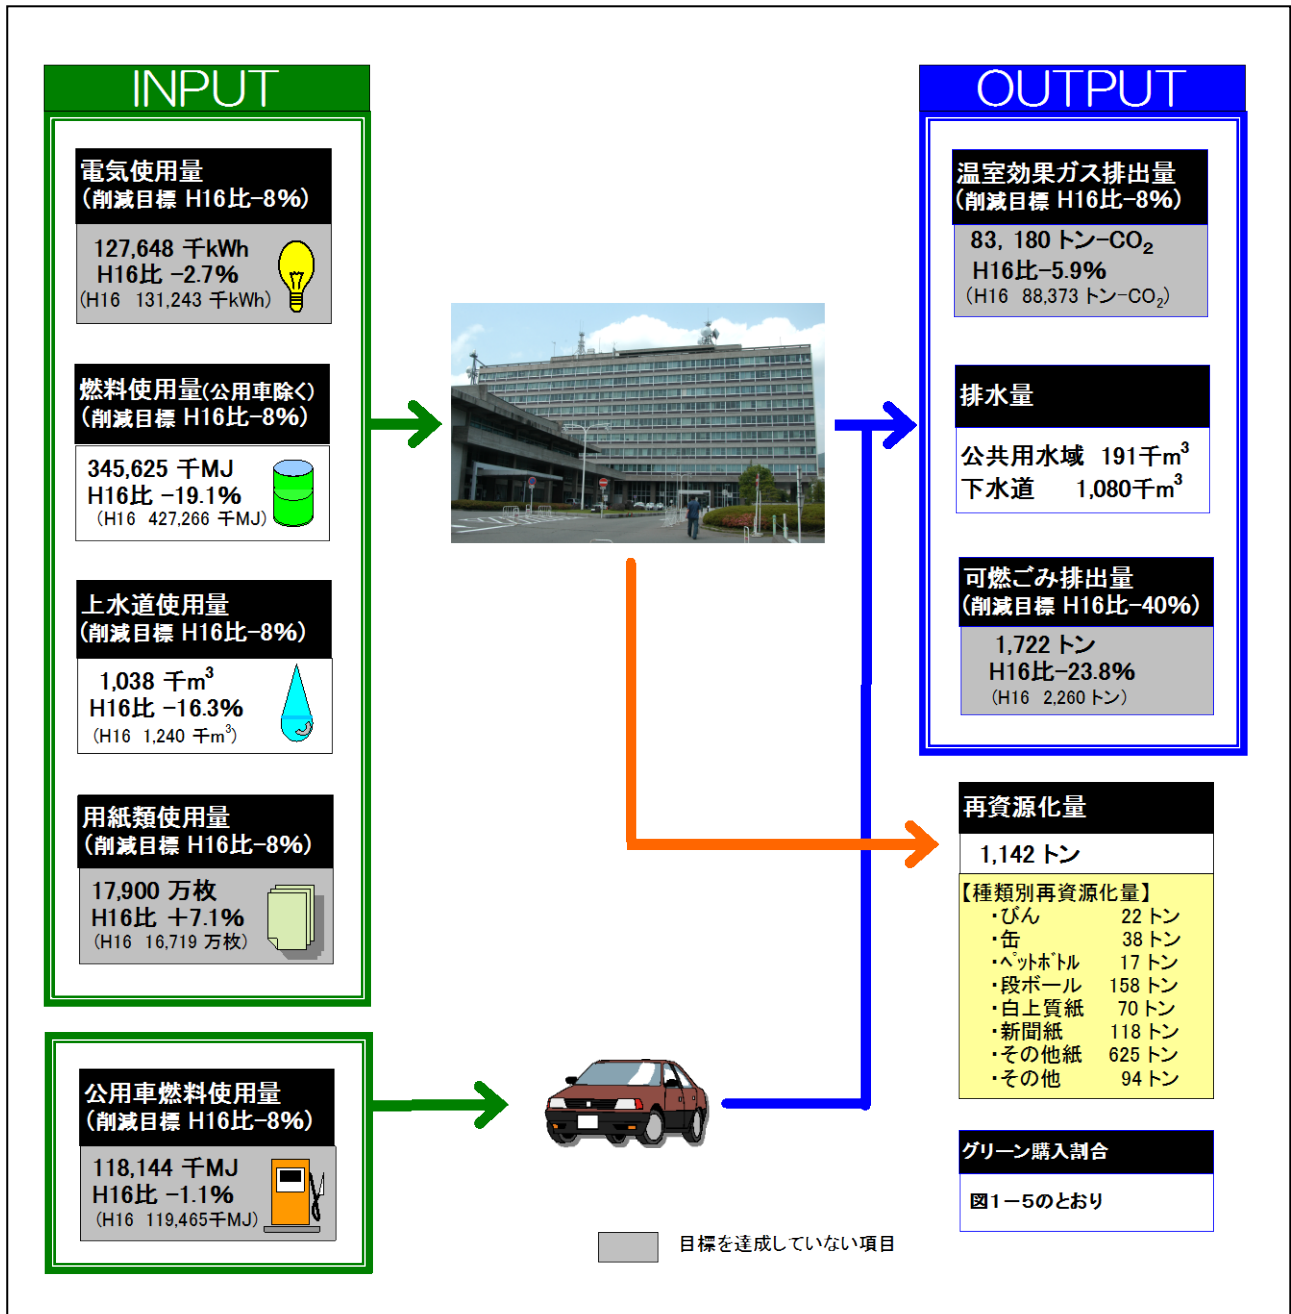 INPUT
電気使用量
(削減目標 H16比-8%)
127,648 千kWh
H16比 -2.7%
(H16 131,243 千kWh)
燃料使用量(公用車除く)
(削減目標 H16比-8%)
345,625 千MJ
H16比 -19.1%
(H16 427,266 千MJ)
上水道使用量
(削減目標 H16比-8%)
1,038 千m³
H16比 -16.3%
(H16 1,240 千m³)
用紙類使用量
(削減目標 H16比-8%)
17,900 万枚
H16比 +7.1%
(H16 16,719 万枚)
公用車燃料使用量
(削減目標 H16比-8%)
118,144 千MJ
H16比 -1.1%
(H16 119,465千MJ)
OUTPUT
温室効果ガス排出量
(削減目標 H16比-8%)
83, 180 トン-CO₂
H16比-5.9%
(H16 88,373 トン-CO₂)
排水量
公共用水域 191千m³
下水道 1,080千m³
可燃ごみ排出量
(削減目標 H16比-40%)
1,722 トン
H16比-23.8%
(H16 2,260 トン)
再資源化量
1,142 トン
【種類別再資源化量】
・びん 22 トン
・缶 38 トン
・ペットボトル 17 トン
・段ボール 158 トン
・白上質紙 70 トン
・新聞紙 118 トン
・その他紙 625 トン
・その他 94 トン
グリーン購入割合
図1-5のとおり
目標を達成していない項目